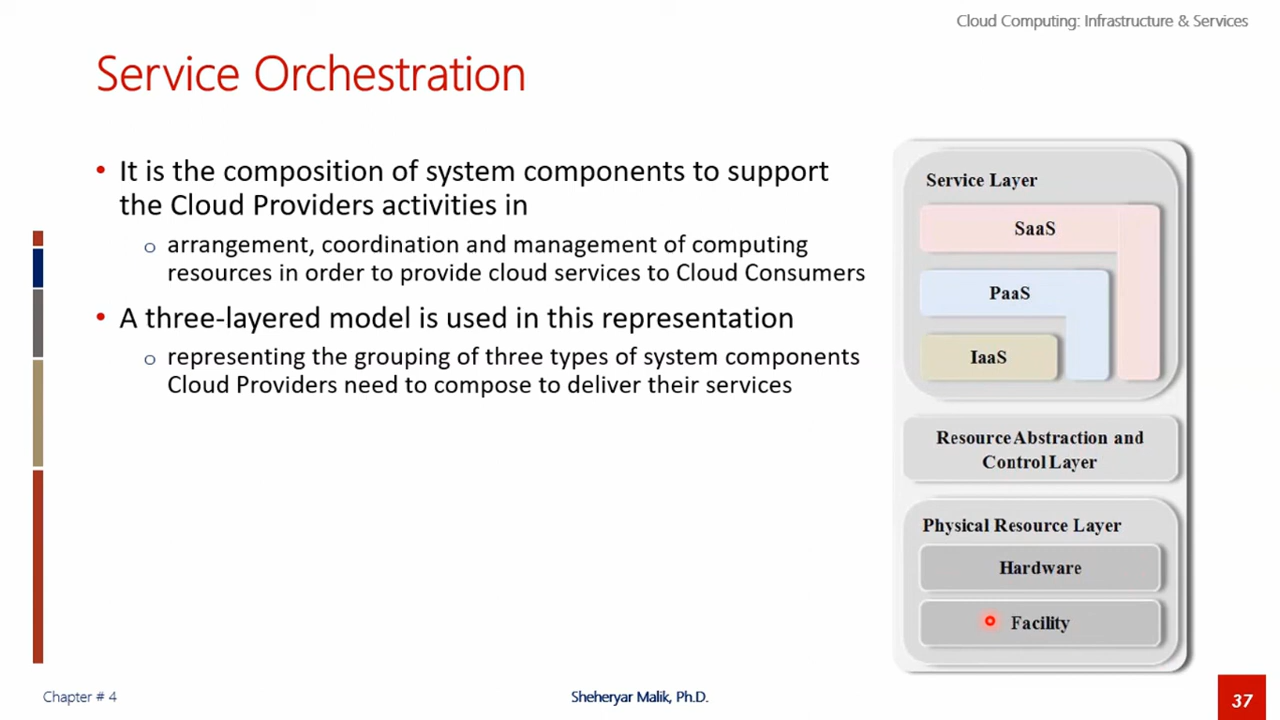 Cloud Computing: Infrastructure & Services
Service Orchestration
• It is the composition of system components to support
the Cloud Providers activities in
o arrangement, coordination and management of computing
resources in order to provide cloud services to Cloud Consumers
• A three-layered model is used in this representation
o representing the grouping of three types of system components
Cloud Providers need to compose to deliver their services
Service Layer
SaaS
PaaS
IaaS
Resource Abstraction and
Control Layer
Physical Resource Layer
Hardware
Facility
Chapter # 4
Sheheryar Malik, Ph.D.
37